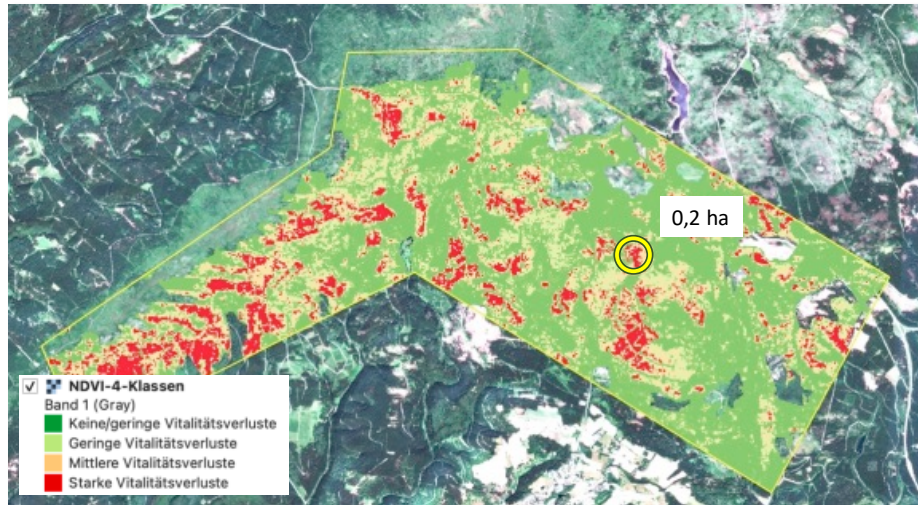 0,2 ha
NDVI-4-Klassen
Band 1 (Gray)
Keine/geringe Vitalitätsverluste
Geringe Vitalitätsverluste
Mittlere Vitalitätsverluste
Starke Vitalitätsverluste